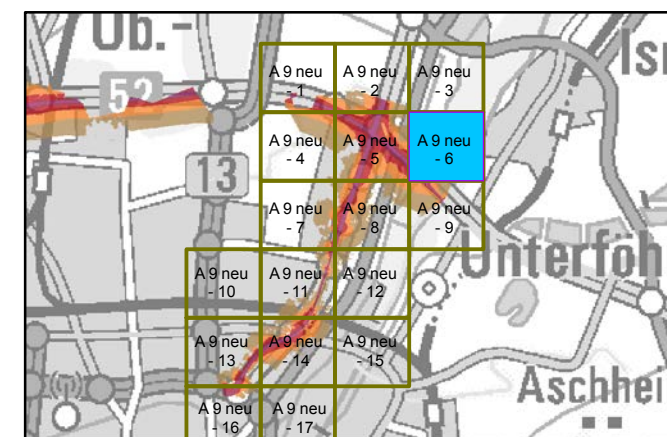 Ob.-
Isr
52
A 9 neu - 1
A 9 neu - 2
A 9 neu - 3
13
A 9 neu - 4
A 9 neu - 5
A 9 neu - 6
A 9 neu - 7
A 9 neu - 8
A 9 neu - 9
Unterföh
A 9 neu - 10
A 9 neu - 11
A 9 neu - 12
A 9 neu - 13
A 9 neu - 14
A 9 neu - 15
Aschhei
A 9 neu - 16
A 9 neu - 17